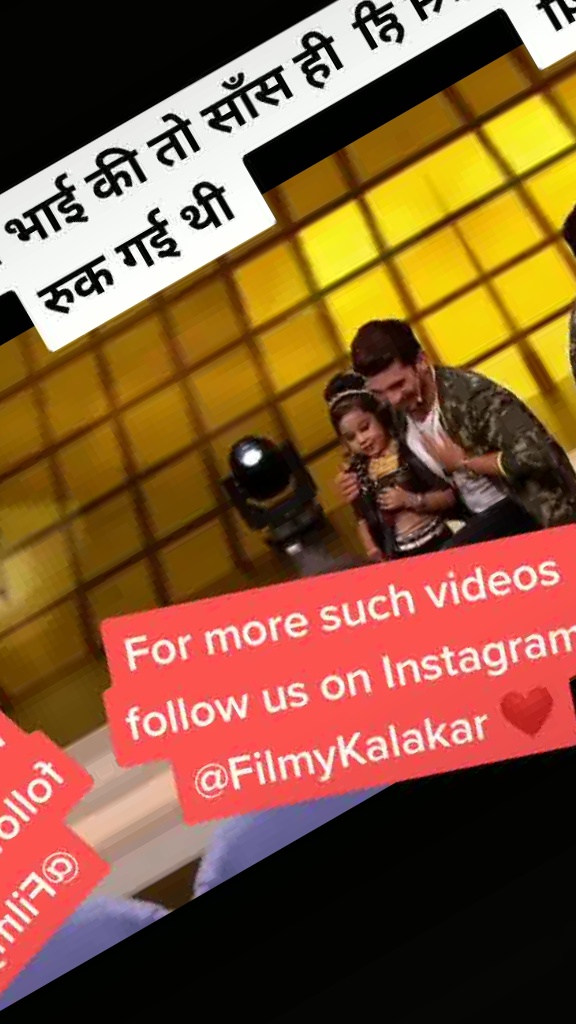 भाई की तो साँस ही
रुक गई थी
For more such videos
follow us on Instagram
@FilmyKalakar ❤️